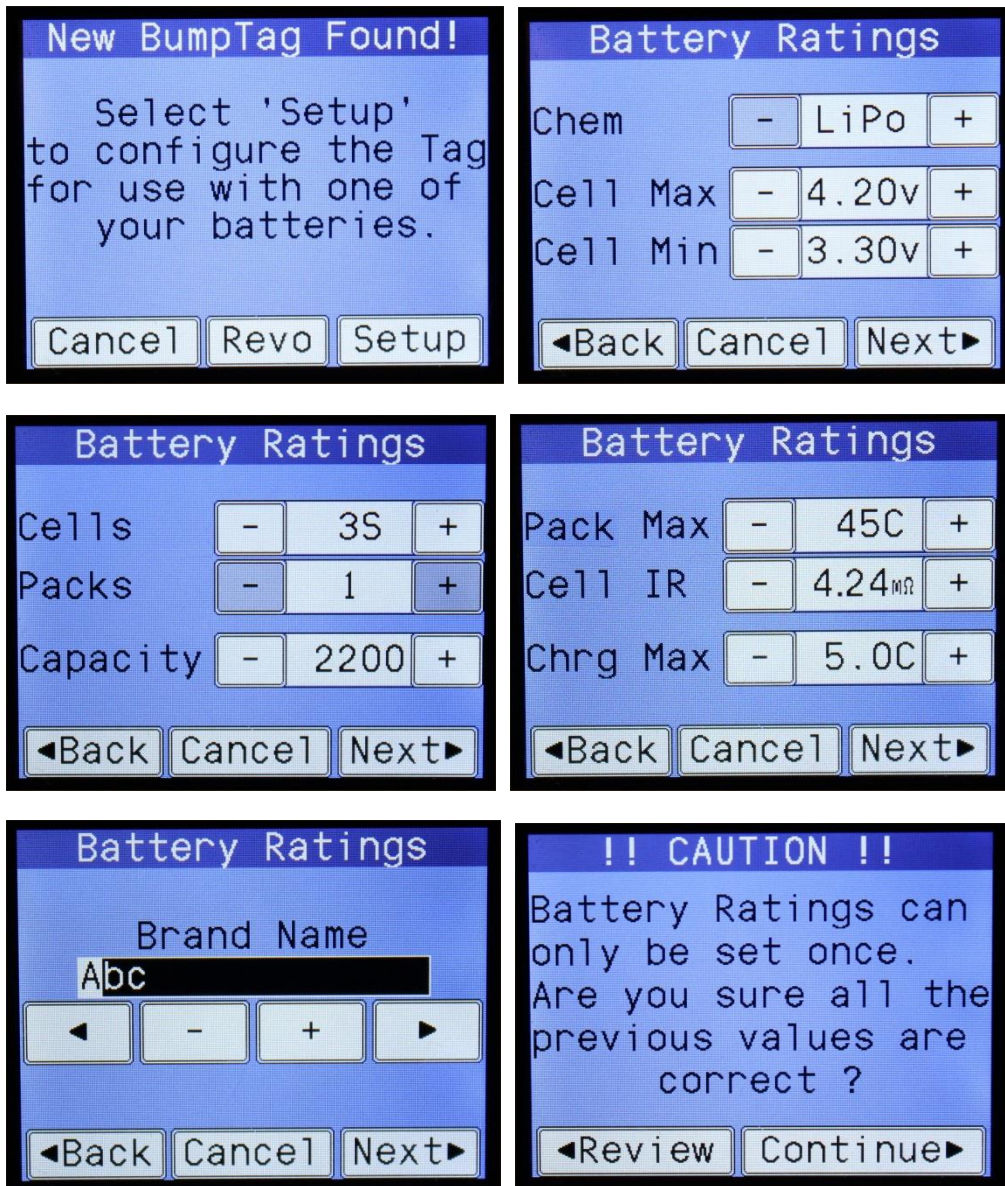 New BumpTag Found!
Select 'Setup'
to configure the Tag
for use with one of
your batteries.
Cancel Revo Setup
Battery Ratings
Chem - LiPo +
Cell Max - 4.20v +
Cell Min - 3.30v +
◄Back Cancel Next►
Battery Ratings
Cells - 3S +
Packs - 1 +
Capacity - 2200 +
◄Back Cancel Next►
Battery Ratings
Pack Max - 45C +
Cell IR - 4.24mΩ +
Chrg Max - 5.0C +
◄Back Cancel Next►
Battery Ratings
Brand Name
Abc
◄ - + ►
◄Back Cancel Next►
!! CAUTION !!
Battery Ratings can
only be set once.
Are you sure all the
previous values are
correct ?
◄Review Continue►